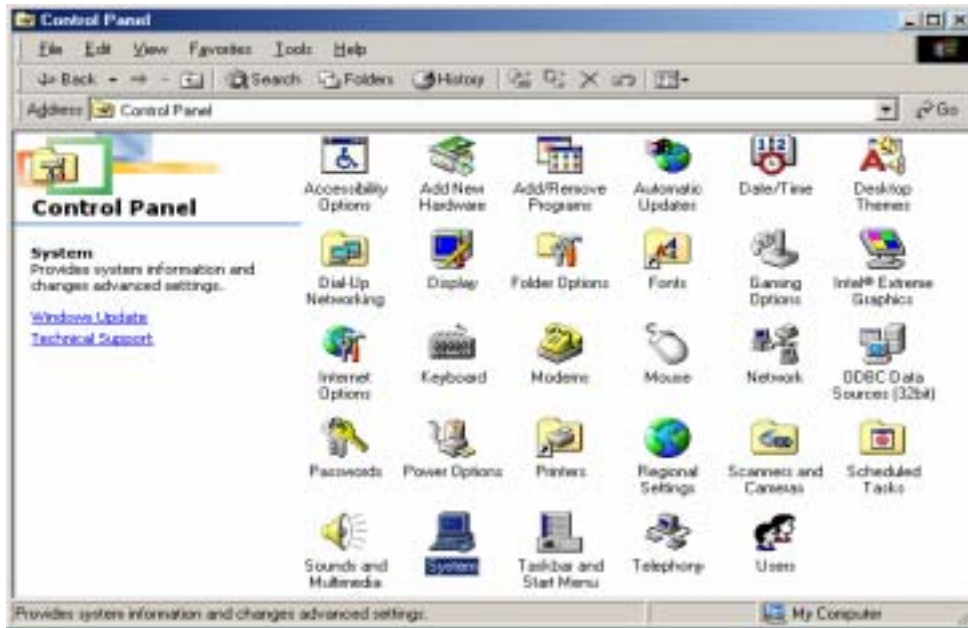 Control Panel
File Edit View Favorites Tools Help
Back Search Folders History
Address Control Panel Go
Control Panel
System
Provides system information and
changes advanced settings.
Windows Update
Technical Support
Accessibility
Options
Add New
Hardware
Add/Remove
Programs
Automatic
Updates
Date/Time
Desktop
Themes
Dial-Up
Networking
Display
Folder Options
Fonts
Gaming
Options
Intel® Extreme
Graphics
Internet
Options
Keyboard
Modems
Mouse
Network
ODBC Data
Sources (32bit)
Passwords
Power Options
Printers
Regional
Settings
Scanners and
Cameras
Scheduled
Tasks
Sounds and
Multimedia
System
Taskbar and
Start Menu
Telephony
Users
Provides system information and changes advanced settings. My Computer